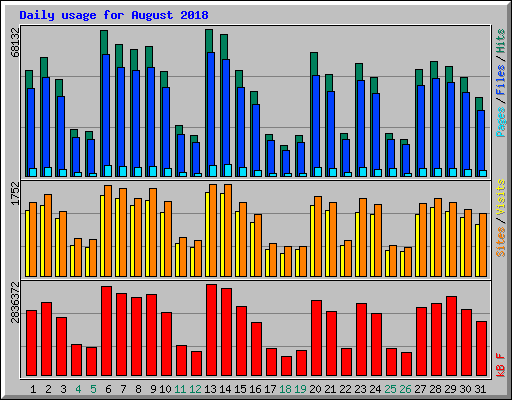 Daily usage for August 2018
68132
Pages / Files / Hits
1752
Sites / Visits
2836372
kB F
1 2 3 4 5 6 7 8 9 10 11 12 13 14 15 16 17 18 19 20 21 22 23 24 25 26 27 28 29 30 31